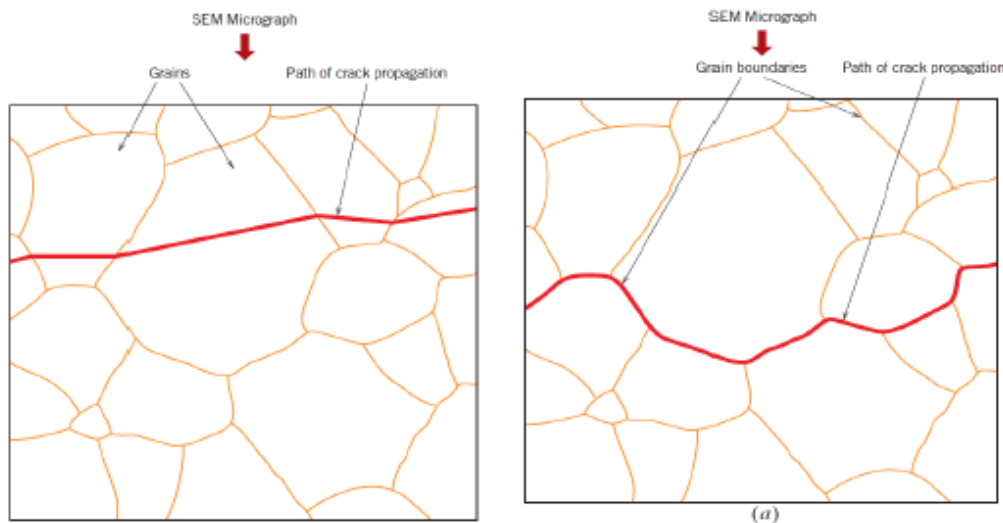 SEM Micrograph
Grains
Path of crack propagation
SEM Micrograph
Grain boundaries
Path of crack propagation
(a)